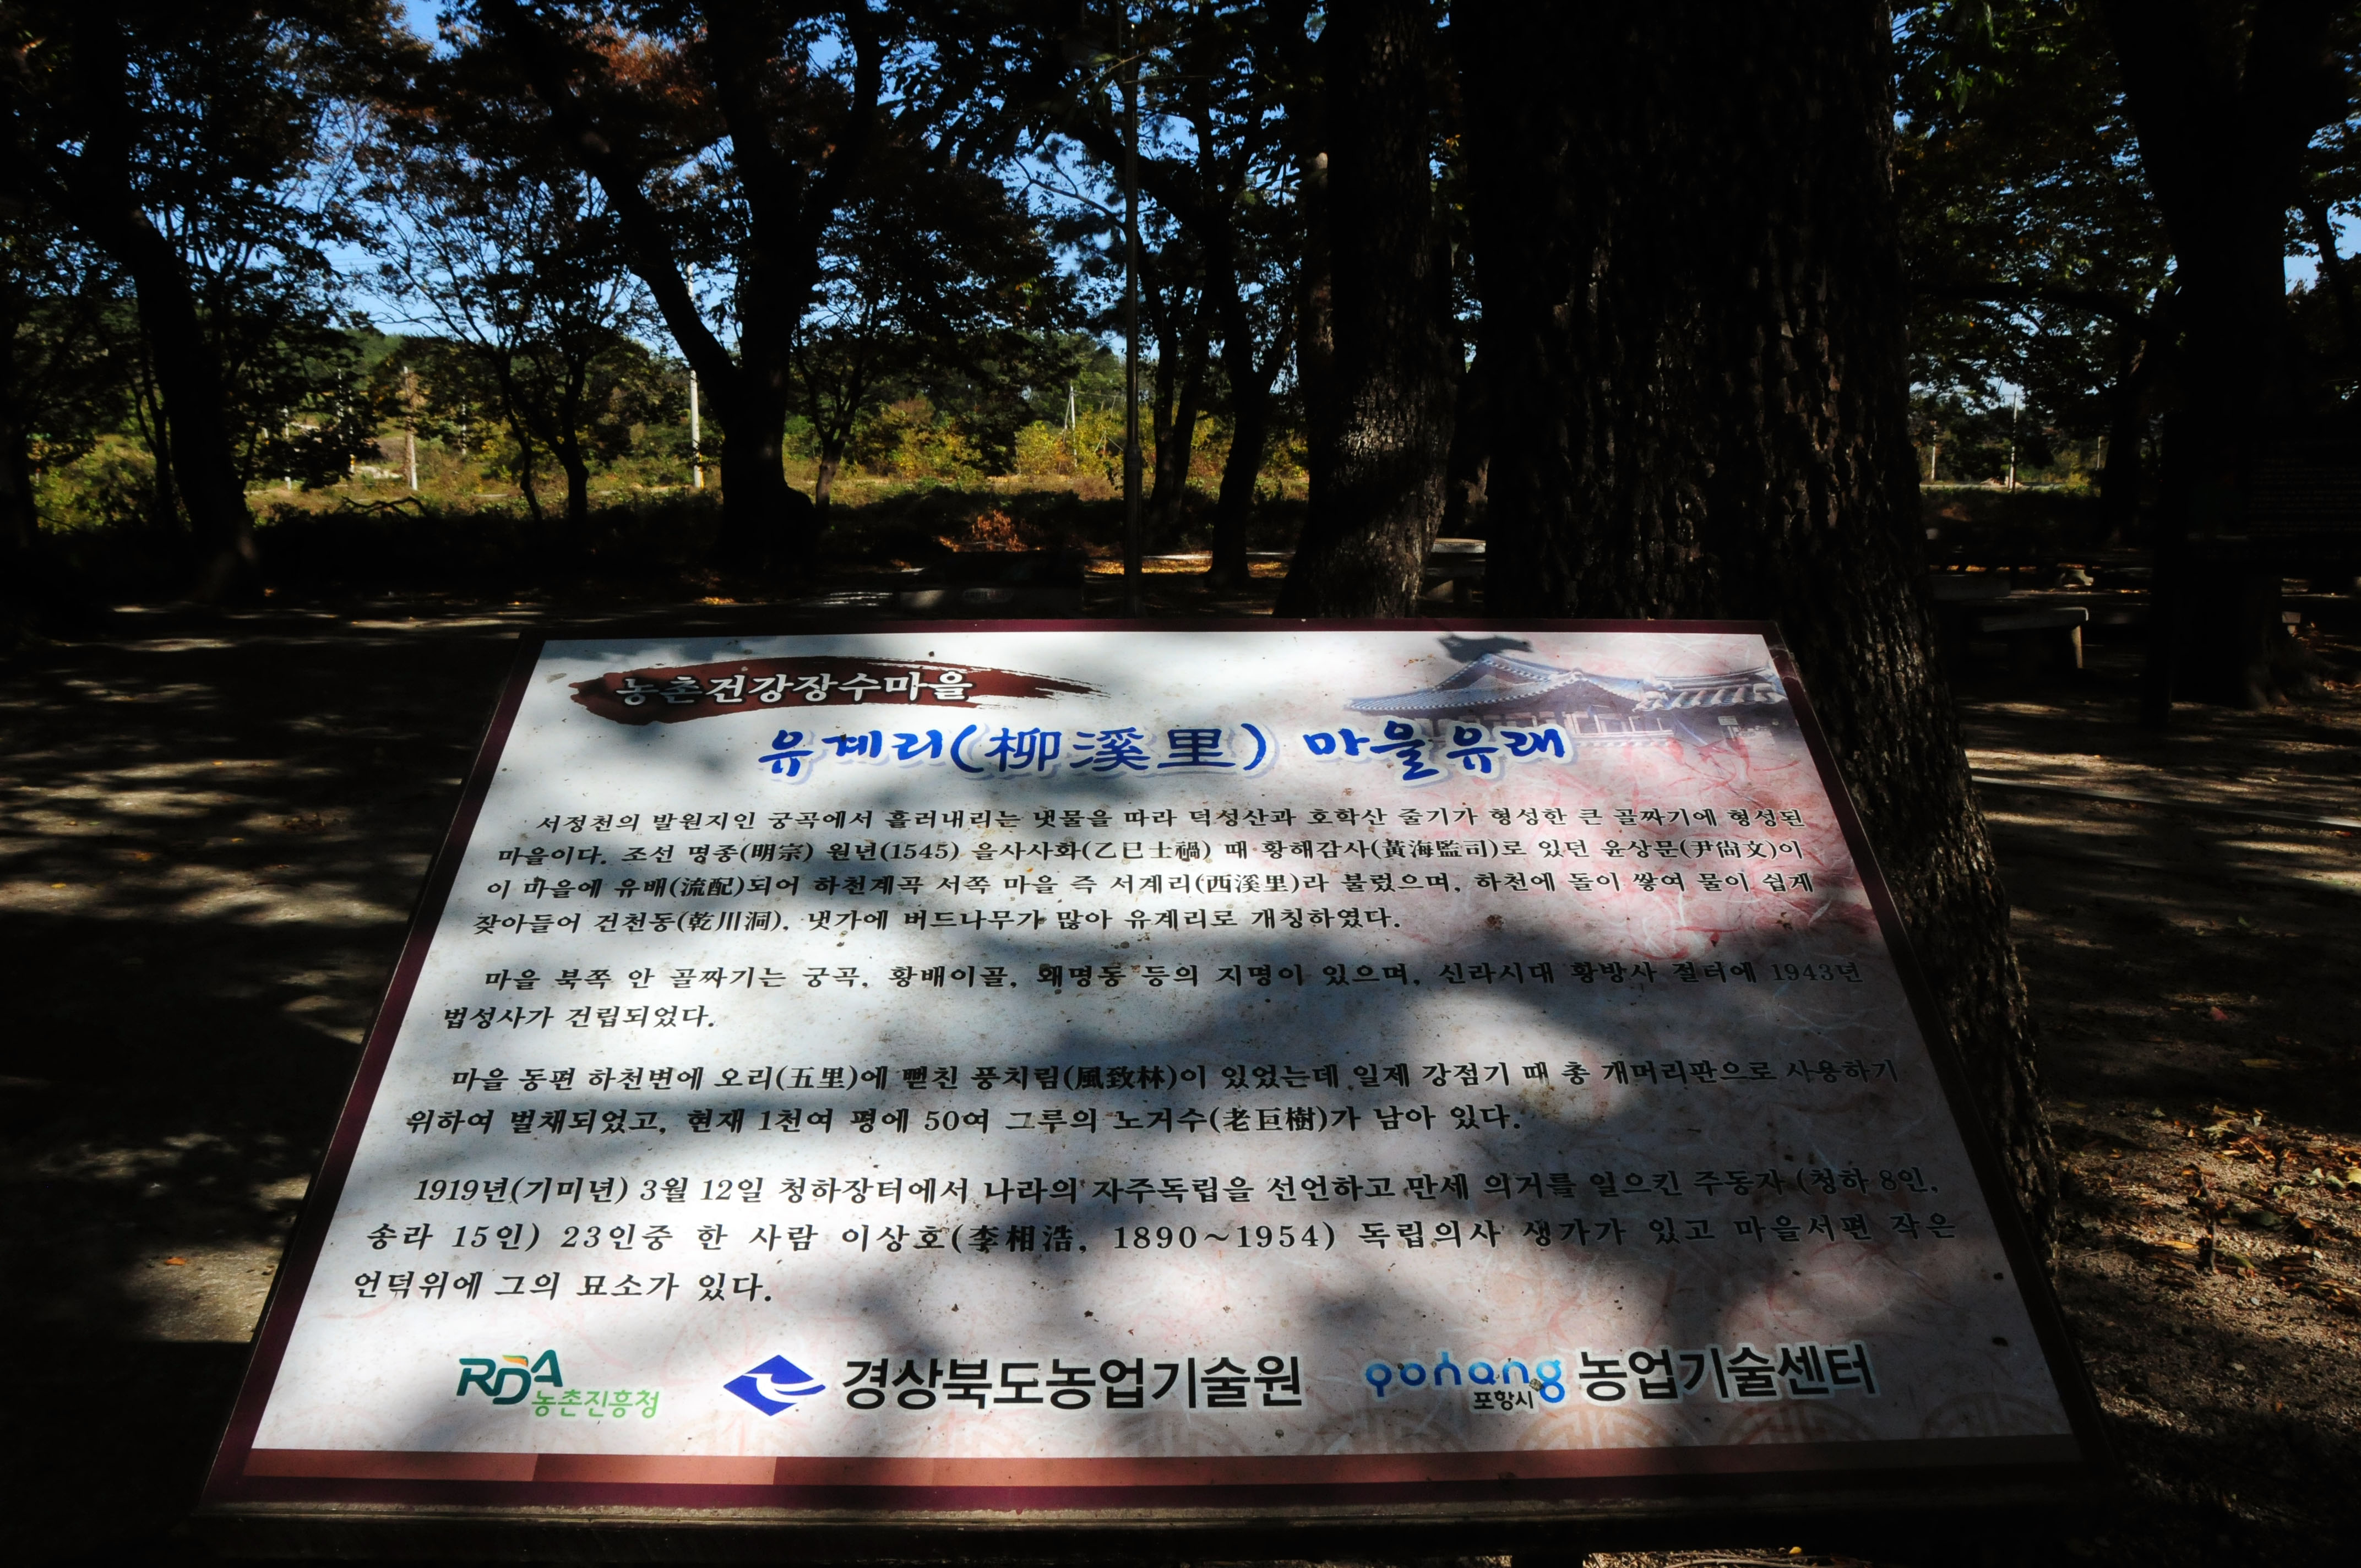 농촌건강장수마을
유계리(柳溪里) 마을유래
서정천의 발원지인 궁곡에서 흘러내리는 냇물을 따라 덕성산과 호학산 줄기가 형성한 큰 골짜기에 형성된
마을이다. 조선 명종(明宗) 원년(1545) 을사사화(乙巳士禍) 때 황해감사(黃海監司)로 있던 윤상문(尹尙文)이
이 마을에 유배(流配)되어 하천계곡 서쪽 마을 즉 서계리(西溪里)라 불렀으며, 하천에 돌이 쌓여 물이 쉽게
잦아들어 건천동(乾川洞), 냇가에 버드나무가 많아 유계리로 개칭하였다.
마을 북쪽 안 골짜기는 궁곡, 황배이골, 왜명동 등의 지명이 있으며, 신라시대 황방사 절터에 1943년
법성사가 건립되었다.
마을 동편 하천변에 오리(五里)에 뻗친 풍치림(風致林)이 있었는데 일제 강점기 때 총 개머리판으로 사용하기
위하여 벌채되었고, 현재 1천여 평에 50여 그루의 노거수(老巨樹)가 남아 있다.
1919년(기미년) 3월 12일 청하장터에서 나라의 자주독립을 선언하고 만세 의거를 일으킨 주동자 (청하 8인,
송라 15인) 23인중 한 사람 이상호(李相浩, 1890~1954) 독립의사 생가가 있고 마을서편 작은
언덕위에 그의 묘소가 있다.
RDA 농촌진흥청 경상북도농업기술원 pohang 포항시 농업기술센터